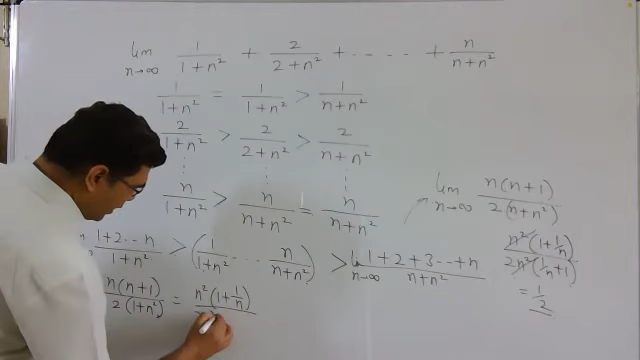 lim n→∞ 1/(1+n²) + 2/(2+n²) + ----- + n/(n+n²)
1/(1+n²) = 1/(1+n²) > 1/(n+n²)
2/(1+n²) > 2/(2+n²) > 2/(n+n²)
⋮ ⋮ ⋮
n/(1+n²) > n/(n+n²) = n/(n+n²)
(1+2--n)/(1+n²) > (1/(1+n²) --- n/(n+n²)) > lim n→∞ (1+2+3--+n)/(n+n²)
n(n+1)/(2(1+n²)) = n²(1+1/n)
lim n→∞ n(n+1)/(2(n+n²))
n²(1+1/n)/(2n²(1/n+1))
= 1/2